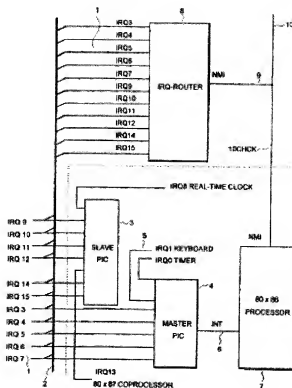 1
8
10
IRQ3
IRQ4
IRQ5
IRQ6
IRQ7
IRQ9
IRQ10
IRQ11
IRQ12
IRQ14
IRQ15
IRQ-ROUTER
NMI
9
IRQ8 REAL-TIME CLOCK
IRQ 9
IRQ 10
IRQ 11
IRQ 12
IRQ 14
IRQ 15
IRQ 3
IRQ 4
IRQ 5
IRQ 6
IRQ 7
3
SLAVE
PIC
5
IRQ1 KEYBOARD
IRQ0 TIMER
4
MASTER
PIC
INT
6
NMI
80 x 86
PROCESSOR
7
1
2
IRQ13
80 x 87 COPROCESSOR